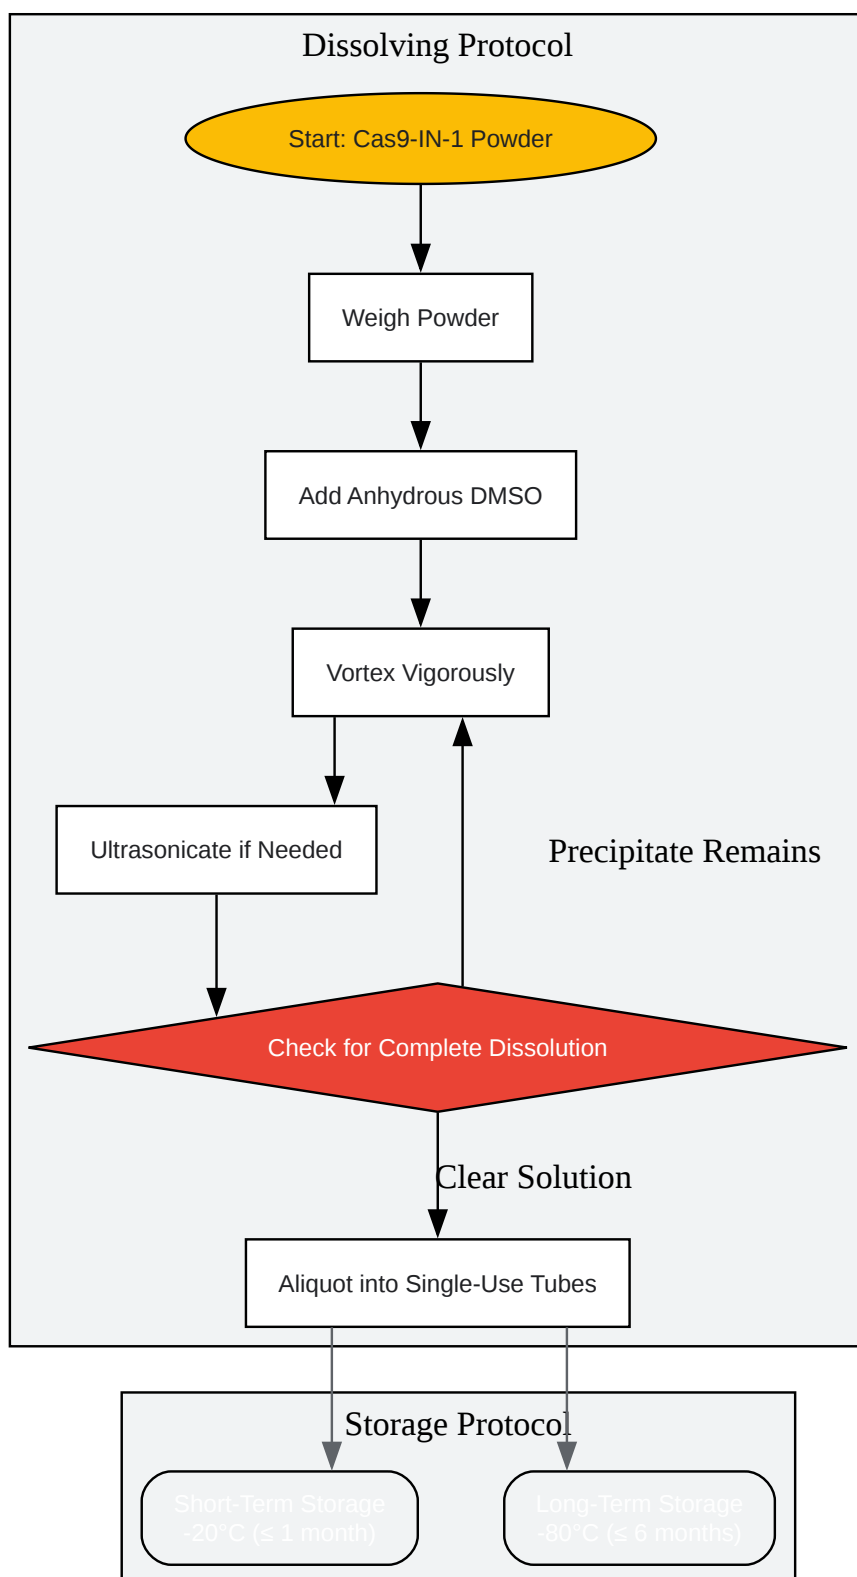 Dissolving Protocol
Start: Cas9-IN-1 Powder
Weigh Powder
Add Anhydrous DMSO
Vortex Vigorously
Ultrasonicate if Needed
Precipitate Remains
Check for Complete Dissolution
Clear Solution
Aliquot into Single-Use Tubes
Storage Protocol
Short-Term Storage
-20°C (≤ 1 month)
Long-Term Storage
-80°C (≤ 6 months)